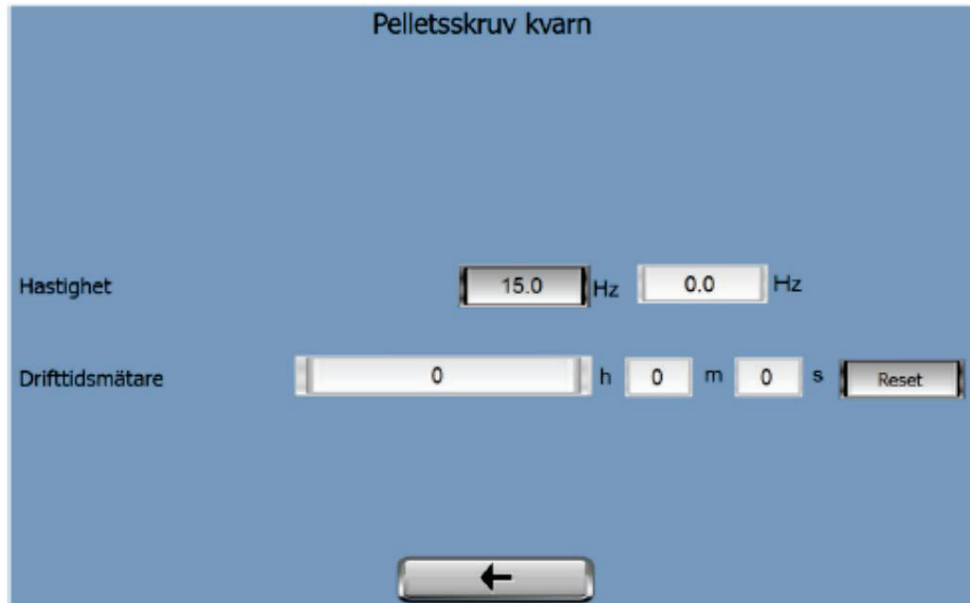 Pelletsskruv kvarn
Hastighet 15.0 Hz 0.0 Hz
Drifttidsmätare 0 h 0 m 0 s Reset